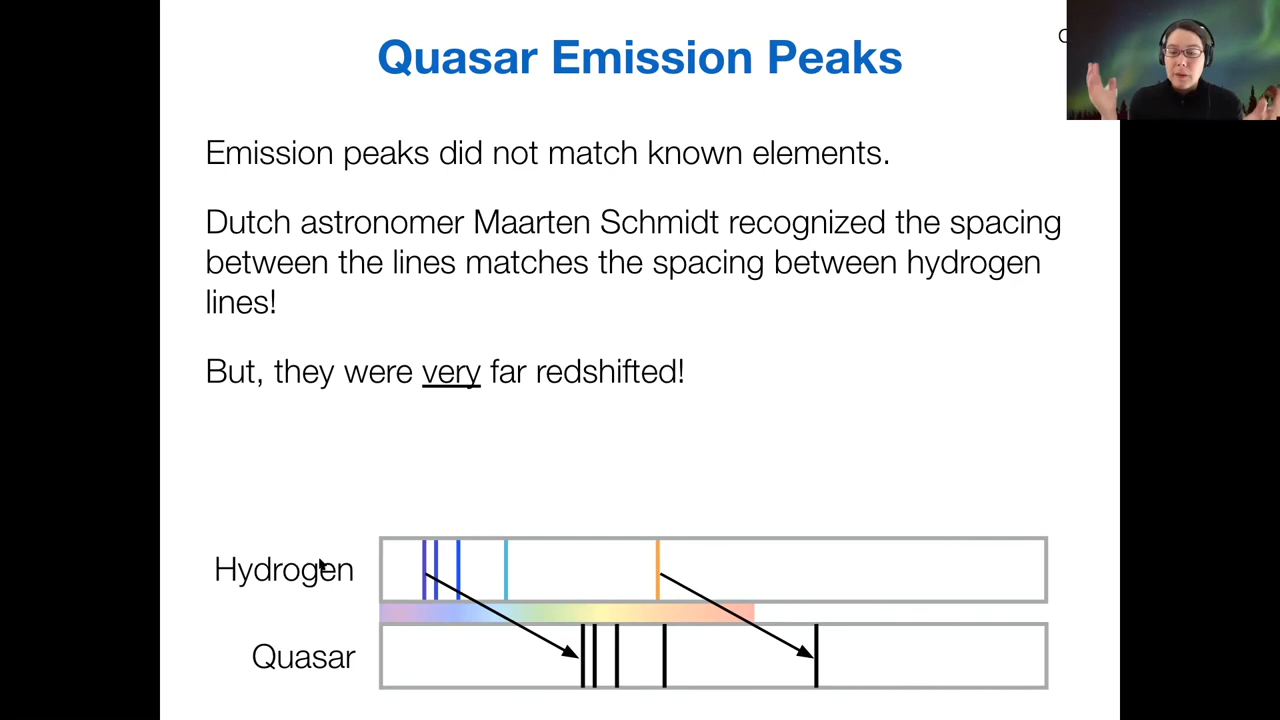 Quasar Emission Peaks
Emission peaks did not match known elements.
Dutch astronomer Maarten Schmidt recognized the spacing
between the lines matches the spacing between hydrogen
lines!
But, they were very far redshifted!
Hydrogen
Quasar